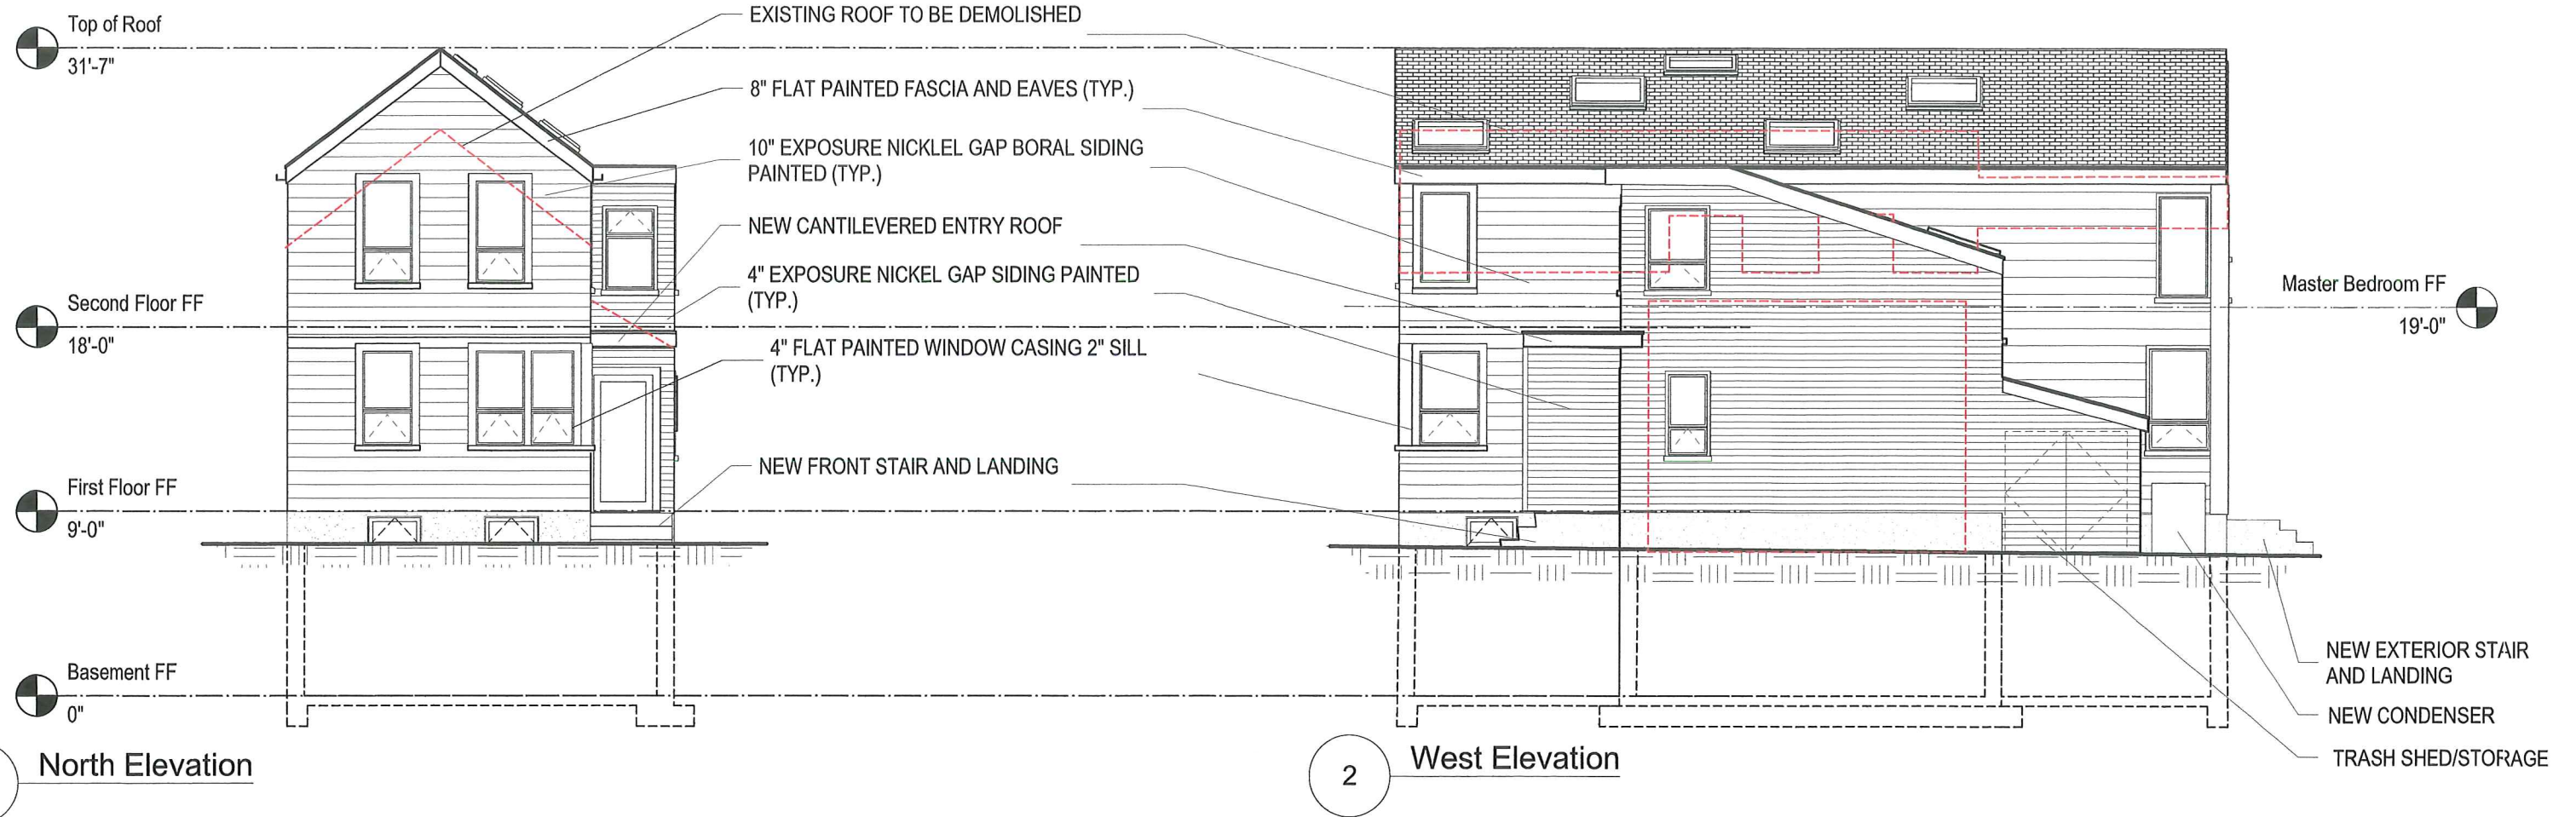 Top of Roof
31'-7"
Second Floor FF
18'-0"
First Floor FF
9'-0"
Basement FF
0"
North Elevation
EXISTING ROOF TO BE DEMOLISHED
8" FLAT PAINTED FASCIA AND EAVES (TYP.)
10" EXPOSURE NICKLEL GAP BORAL SIDING
PAINTED (TYP.)
NEW CANTILEVERED ENTRY ROOF
4" EXPOSURE NICKEL GAP SIDING PAINTED
(TYP.)
4" FLAT PAINTED WINDOW CASING 2" SILL
(TYP.)
NEW FRONT STAIR AND LANDING
Master Bedroom FF
19'-0"
NEW EXTERIOR STAIR
AND LANDING
NEW CONDENSER
TRASH SHED/STORAGE
2
West Elevation